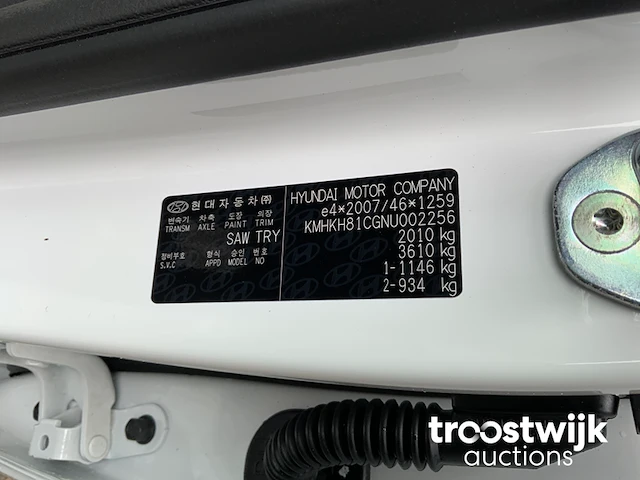 현대자동차㈜
변속기 차축 도장 외장
TRANSM AXLE PAINT TRIM
SAW TRY
정비부호 형식 승인 번호
S.V.C APPD MODEL NO
HYUNDAI MOTOR COMPANY
e4*2007/46*1259
KMHKH81CGNU002256
2010 kg
3610 kg
1-1146 kg
2-934 kg
troostwijk
auctions